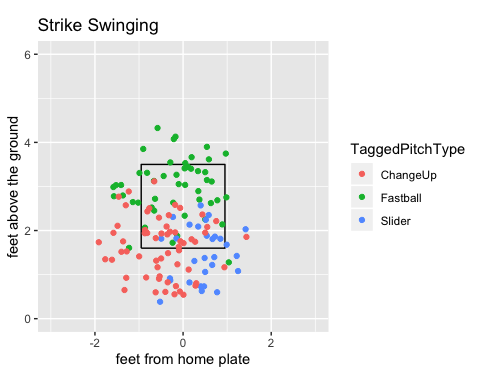 Strike Swinging
6
4
2
0
-2
0
2
feet above the ground
feet from home plate
TaggedPitchType
ChangeUp
Fastball
Slider